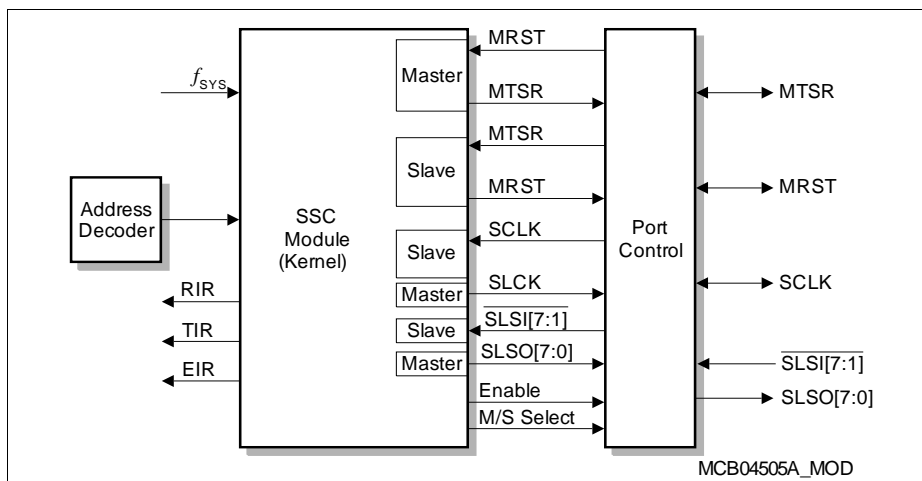 f_SYS
Address
Decoder
RIR
TIR
EIR
SSC
Module
(Kernel)
Master
Slave
Slave
Master
Slave
Master
MRST
MTSR
MTSR
MRST
SCLK
SLCK
SLSI[7:1]
SLSO[7:0]
Enable
M/S Select
Port
Control
MTSR
MRST
SCLK
SLSI[7:1]
SLSO[7:0]
MCB04505A_MOD